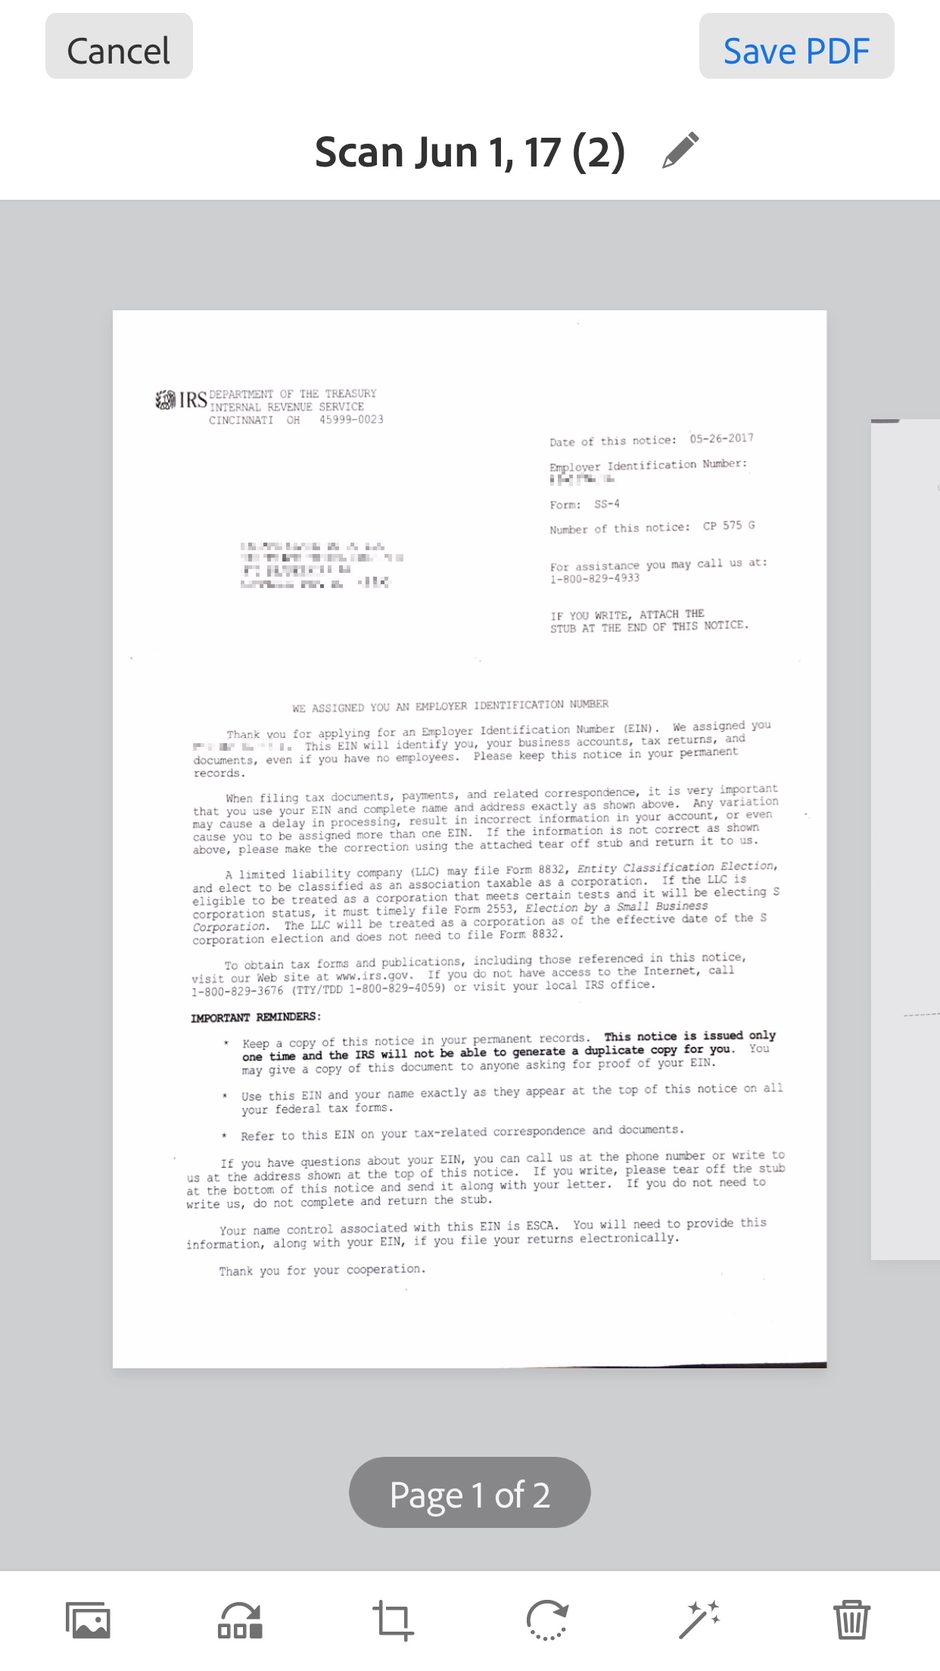 Cancel
Save PDF
Scan Jun 1, 17 (2)
IRS DEPARTMENT OF THE TREASURY
INTERNAL REVENUE SERVICE
CINCINNATI OH 45999-0023
Date of this notice: 05-26-2017
Employer Identification Number:
Form: SS-4
Number of this notice: CP 575 G
For assistance you may call us at:
1-800-829-4933
IF YOU WRITE, ATTACH THE
STUB AT THE END OF THIS NOTICE.
WE ASSIGNED YOU AN EMPLOYER IDENTIFICATION NUMBER
Thank you for applying for an Employer Identification Number (EIN). We assigned you
This EIN will identify you, your business accounts, tax returns, and
documents, even if you have no employees. Please keep this notice in your permanent
records.
When filing tax documents, payments, and related correspondence, it is very important
that you use your EIN and complete name and address exactly as shown above. Any variation
may cause a delay in processing, result in incorrect information in your account, or even
cause you to be assigned more than one EIN. If the information is not correct as shown
above, please make the correction using the attached tear off stub and return it to us.
A limited liability company (LLC) may file Form 8832, Entity Classification Election,
and elect to be classified as an association taxable as a corporation. If the LLC is
eligible to be treated as a corporation that meets certain tests and it will be electing S
corporation status, it must timely file Form 2553, Election by a Small Business
Corporation. The LLC will be treated as a corporation as of the effective date of the S
corporation election and does not need to file Form 8832.
To obtain tax forms and publications, including those referenced in this notice,
visit our Web site at www.irs.gov. If you do not have access to the Internet, call
1-800-829-3676 (TTY/TDD 1-800-829-4059) or visit your local IRS office.
IMPORTANT REMINDERS:
* Keep a copy of this notice in your permanent records. This notice is issued only
one time and the IRS will not be able to generate a duplicate copy for you. You
may give a copy of this document to anyone asking for proof of your EIN.
* Use this EIN and your name exactly as they appear at the top of this notice on all
your federal tax forms.
* Refer to this EIN on your tax-related correspondence and documents.
If you have questions about your EIN, you can call us at the phone number or write to
us at the address shown at the top of this notice. If you write, please tear off the stub
at the bottom of this notice and send it along with your letter. If you do not need to
write us, do not complete and return the stub.
Your name control associated with this EIN is ESCA. You will need to provide this
information, along with your EIN, if you file your returns electronically.
Thank you for your cooperation.
Page 1 of 2